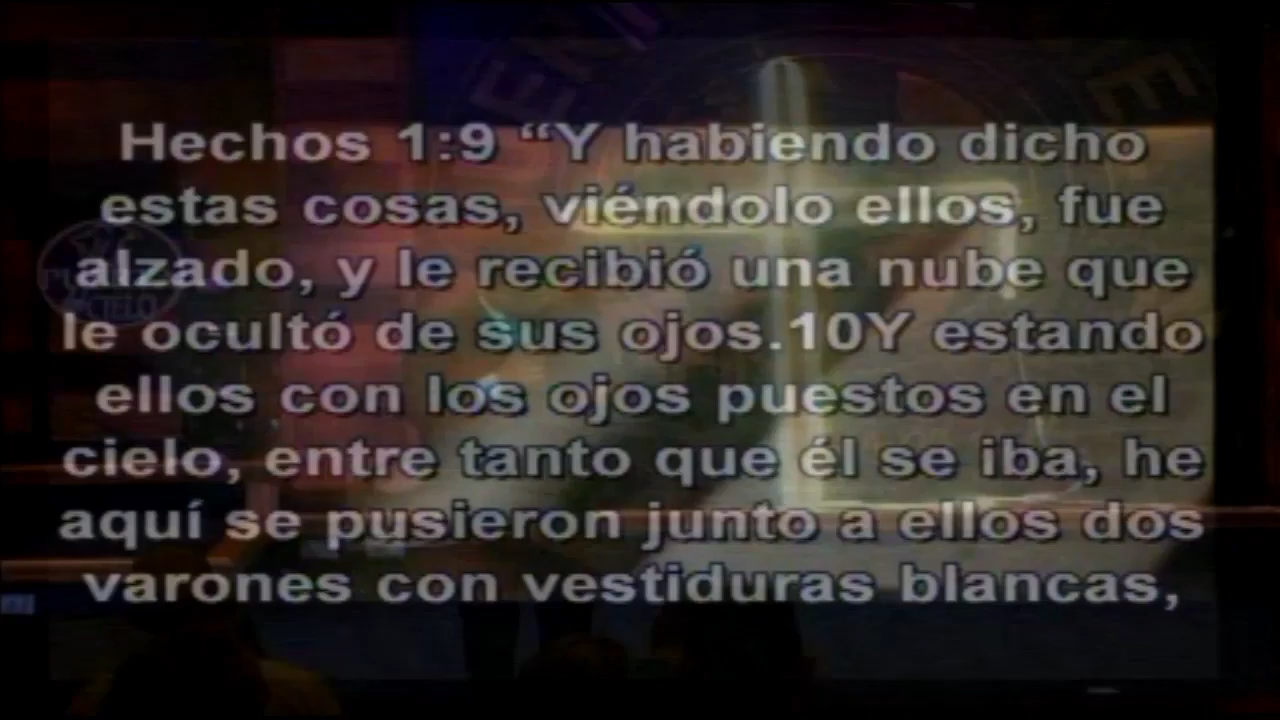 Hechos 1:9 “Y habiendo dicho
estas cosas, viéndolo ellos, fue
alzado, y le recibió una nube que
le ocultó de sus ojos.10Y estando
ellos con los ojos puestos en el
cielo, entre tanto que él se iba, he
aquí se pusieron junto a ellos dos
varones con vestiduras blancas,